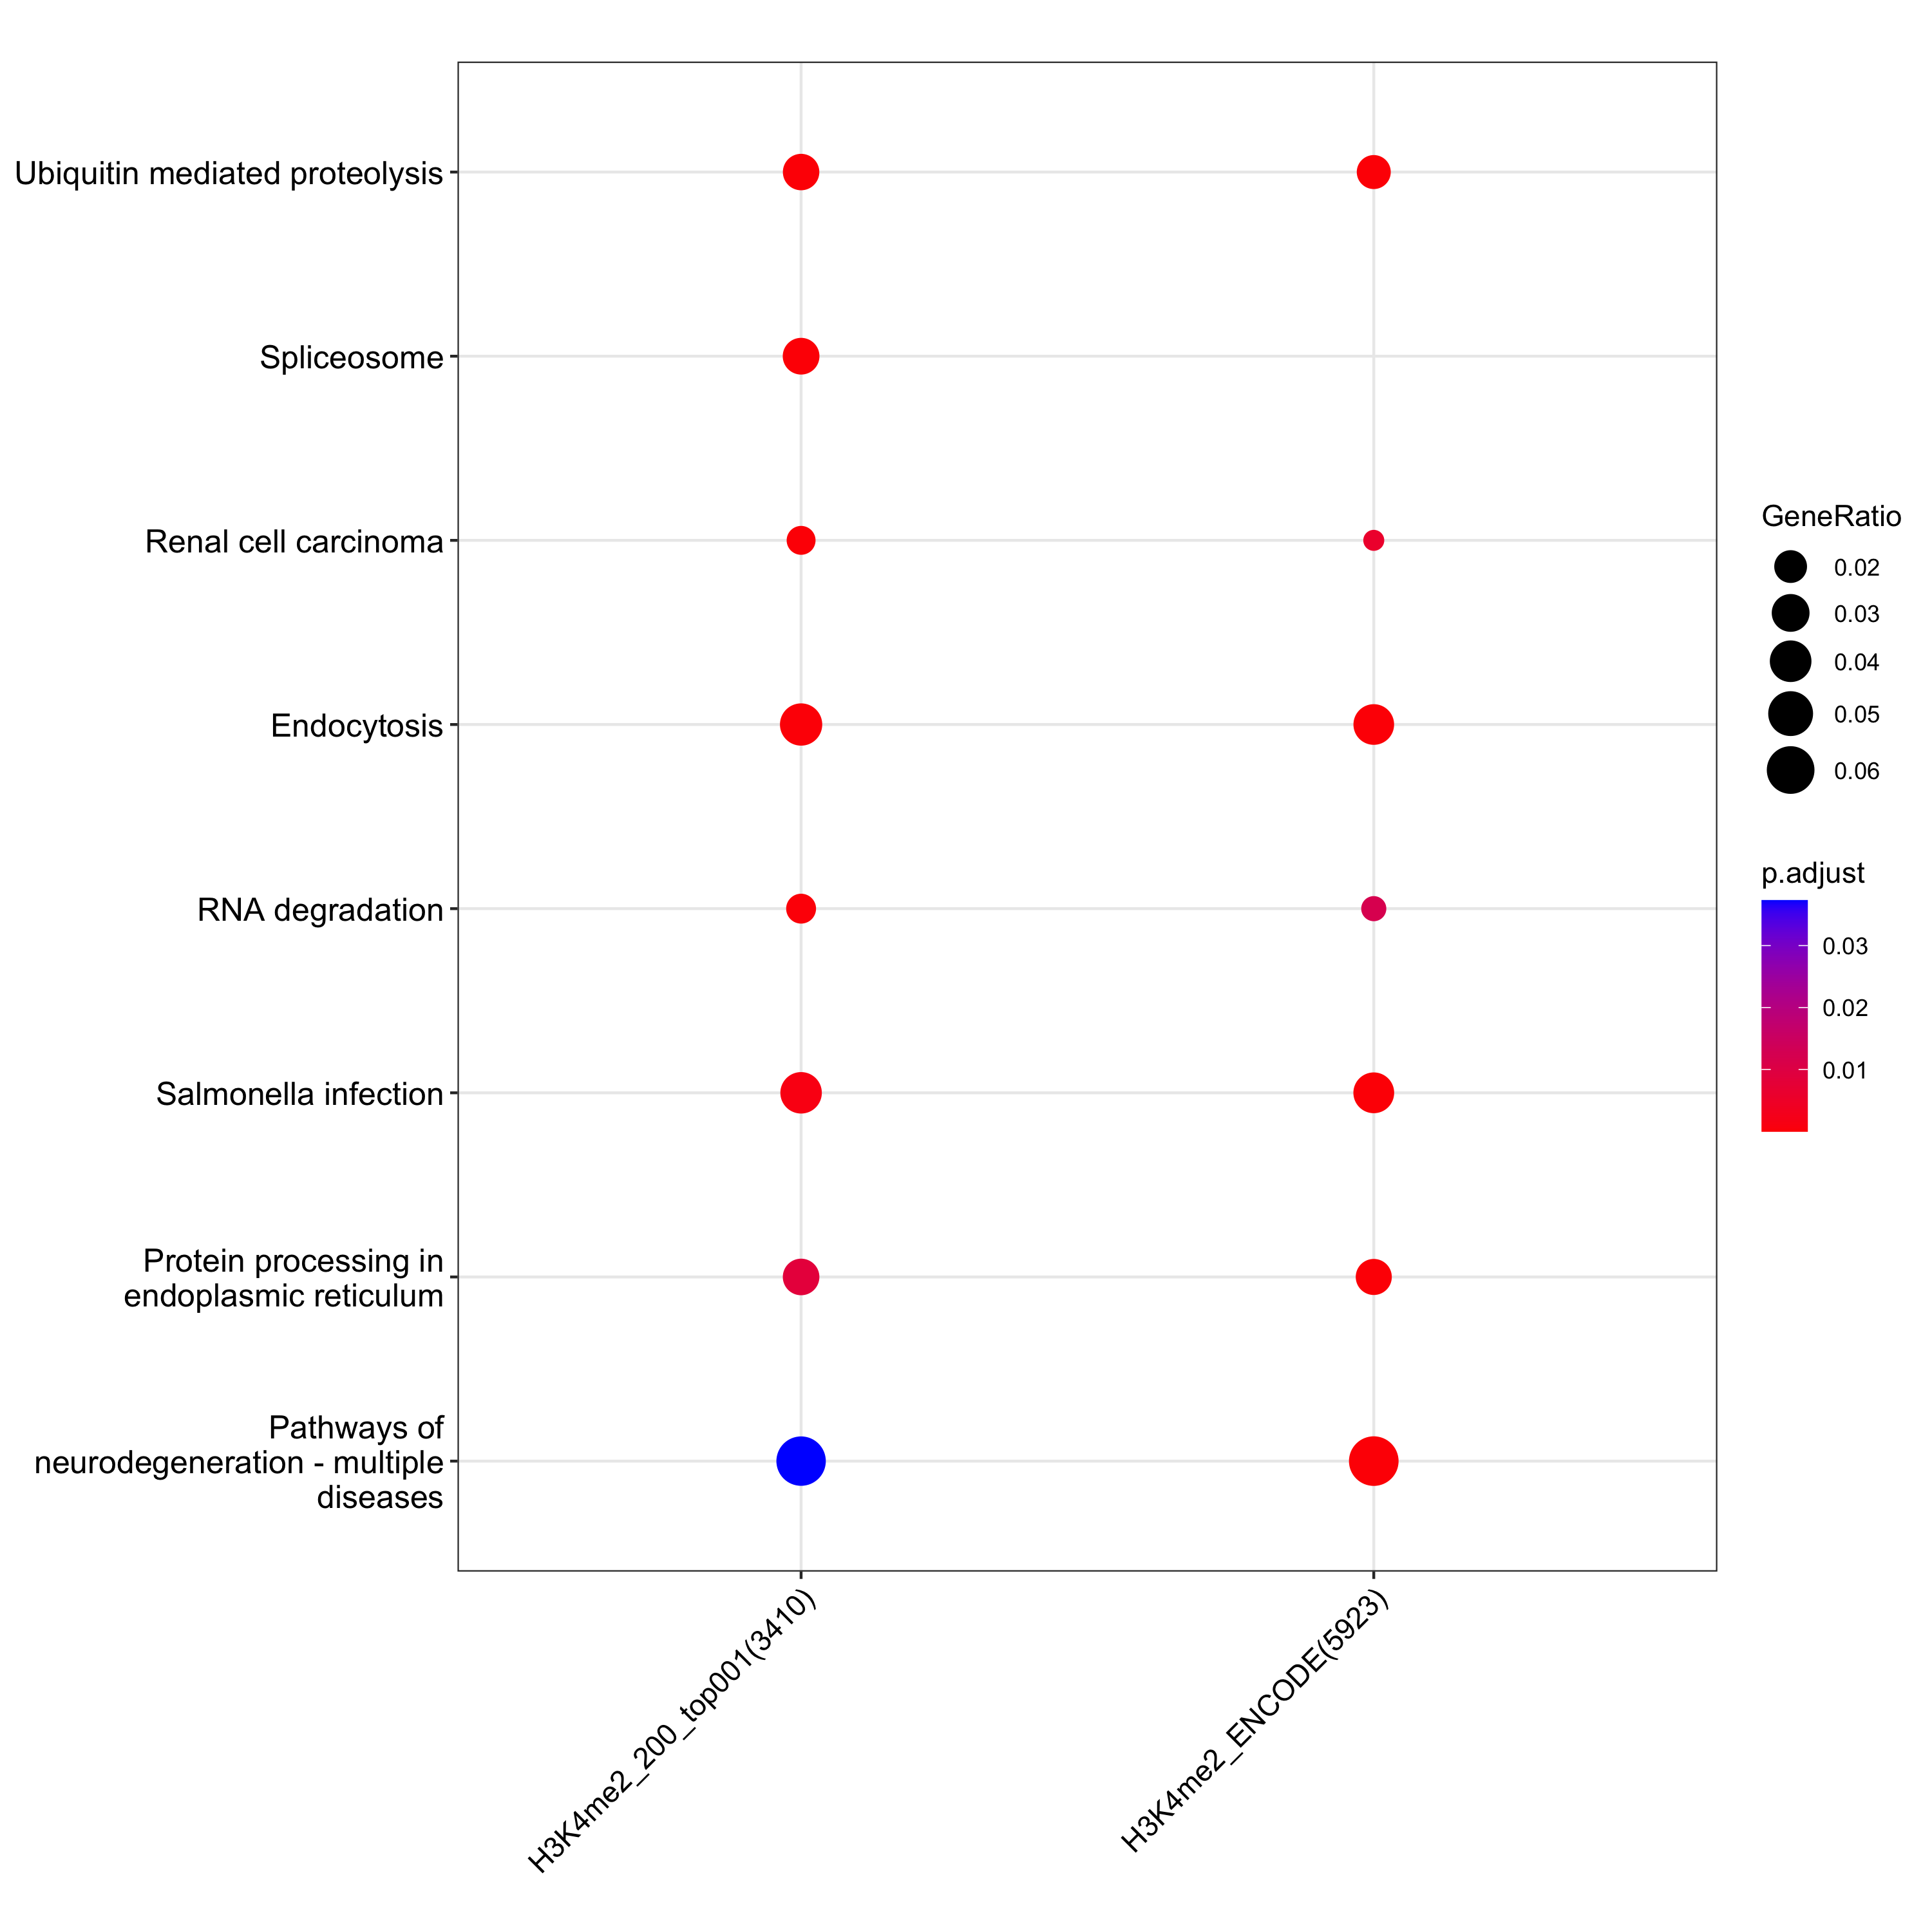 Ubiquitin mediated proteolysis
Spliceosome
Renal cell carcinoma
Endocytosis
RNA degradation
Salmonella infection
Protein processing in
endoplasmic reticulum
Pathways of
neurodegeneration - multiple
diseases
H3K4me2_200_top001(3410)
H3K4me2_ENCODE(5923)
GeneRatio
0.02
0.03
0.04
0.05
0.06
p.adjust
0.03
0.02
0.01